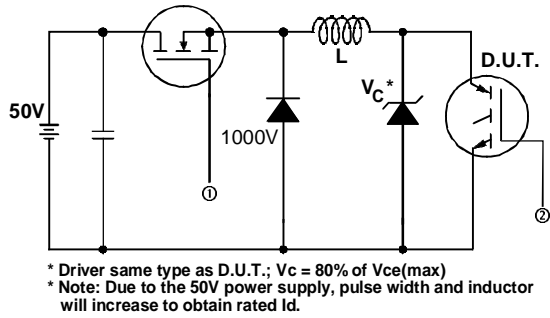 L
D.U.T.
VC*
50V
1000V
①
②
* Driver same type as D.U.T.; Vc = 80% of Vce(max)
* Note: Due to the 50V power supply, pulse width and inductor
will increase to obtain rated Id.